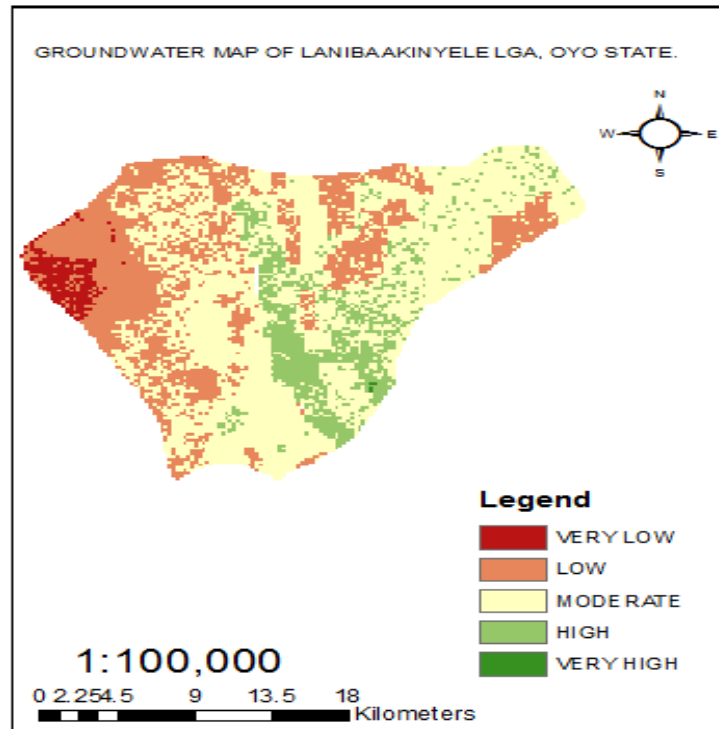 GROUNDWATER MAP OF LANIBAAKINYELE LGA, OYO STATE.
N
W E
S
Legend
VERY LOW
LOW
MODERATE
HIGH
VERY HIGH
1:100,000
0 2.254.5 9 13.5 18
Kilometers